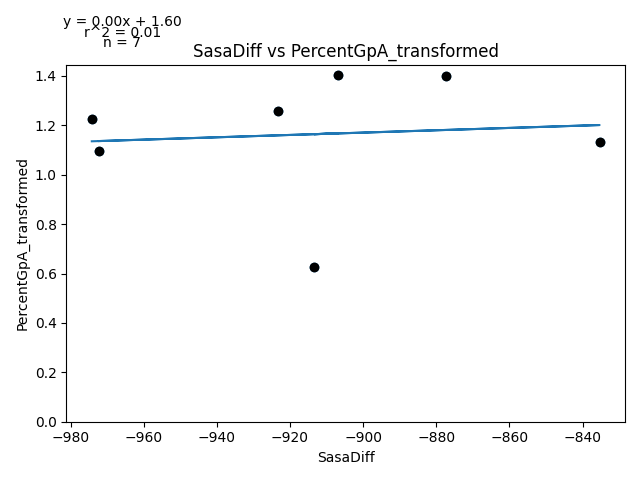 y = 0.00x + 1.60
r^2 = 0.01
n = 7
SasaDiff vs PercentGpA_transformed
1.4
1.2
1.0
0.8
0.6
0.4
0.2
0.0
PercentGpA_transformed
−980 −960 −940 −920 −900 −880 −860 −840
SasaDiff